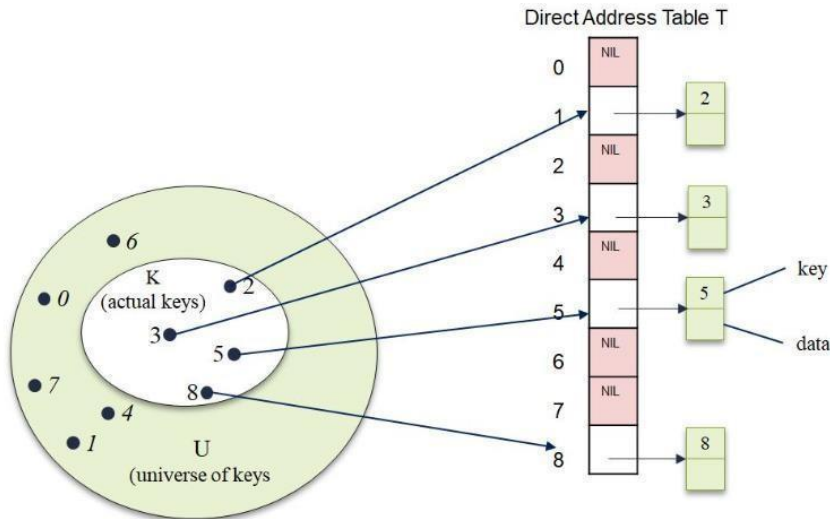 Direct Address Table T
0 NIL
1
2 NIL
3
4 NIL
5
6 NIL
7 NIL
8
2
3
5
8
key
data
6
0
K
(actual keys)
2
3
5
8
7
4
1
U
(universe of keys